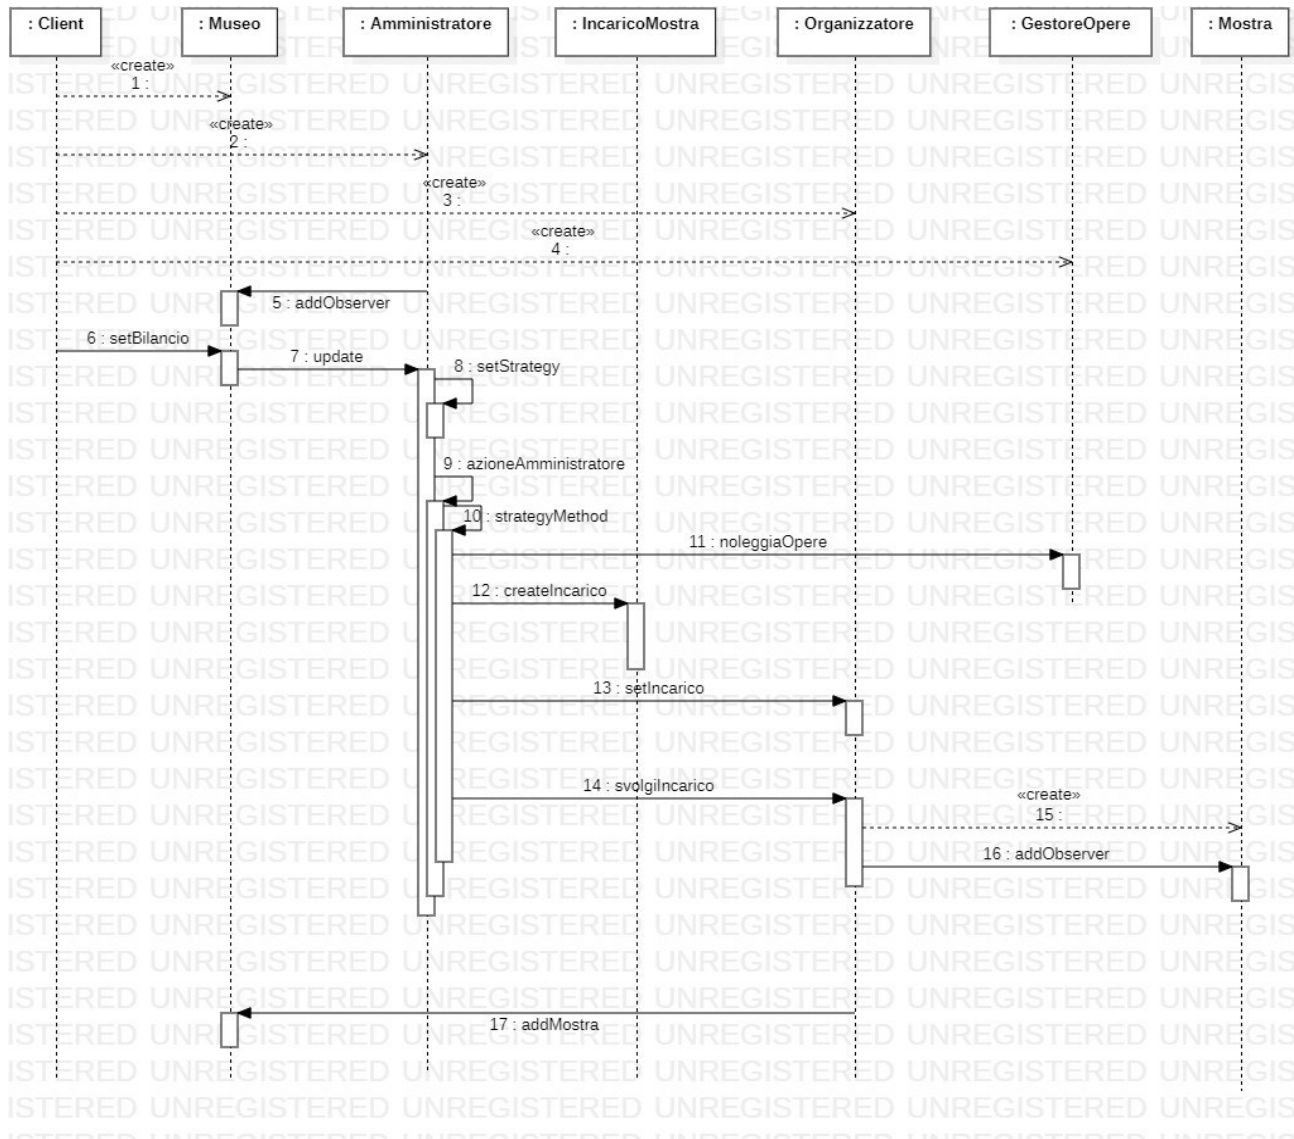 : Client
: Museo
: Amministratore
: IncaricoMostra
: Organizzatore
: GestoreOpere
: Mostra
«create»
1 :
«create»
2 :
«create»
3 :
«create»
4 :
5 : addObserver
6 : setBilancio
7 : update
8 : setStrategy
9 : azioneAmministratore
10 : strategyMethod
11 : noleggiaOpere
12 : createIncarico
13 : setIncarico
14 : svolgiIncarico
«create»
15 :
16 : addObserver
17 : addMostra
UNREGISTERED